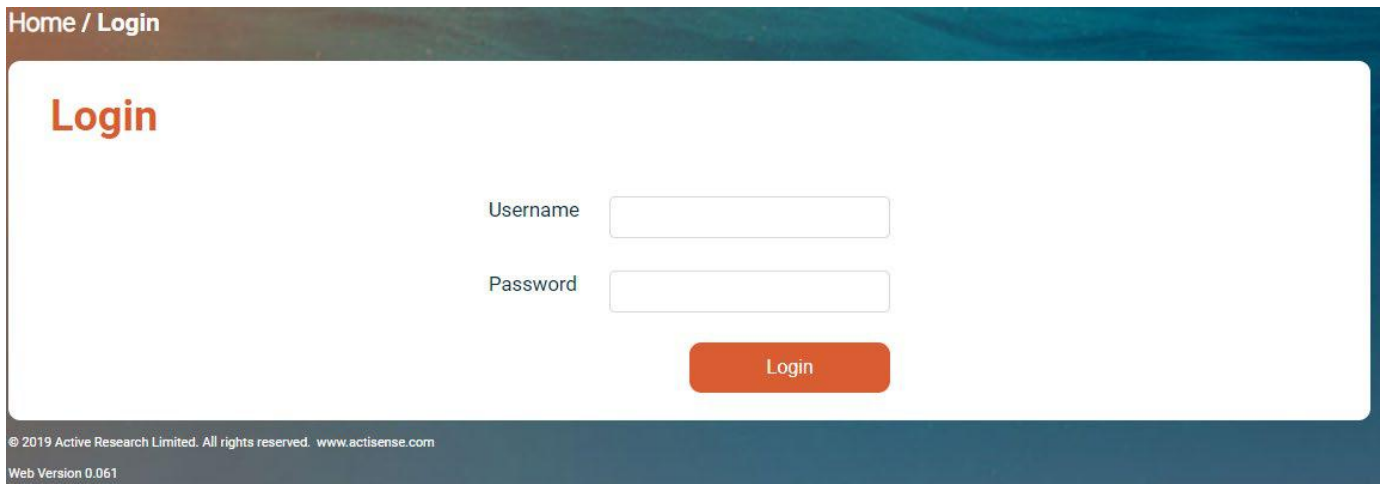 Home / Login
Login
Username
Password
Login
© 2019 Active Research Limited. All rights reserved. www.actisense.com
Web Version 0.061